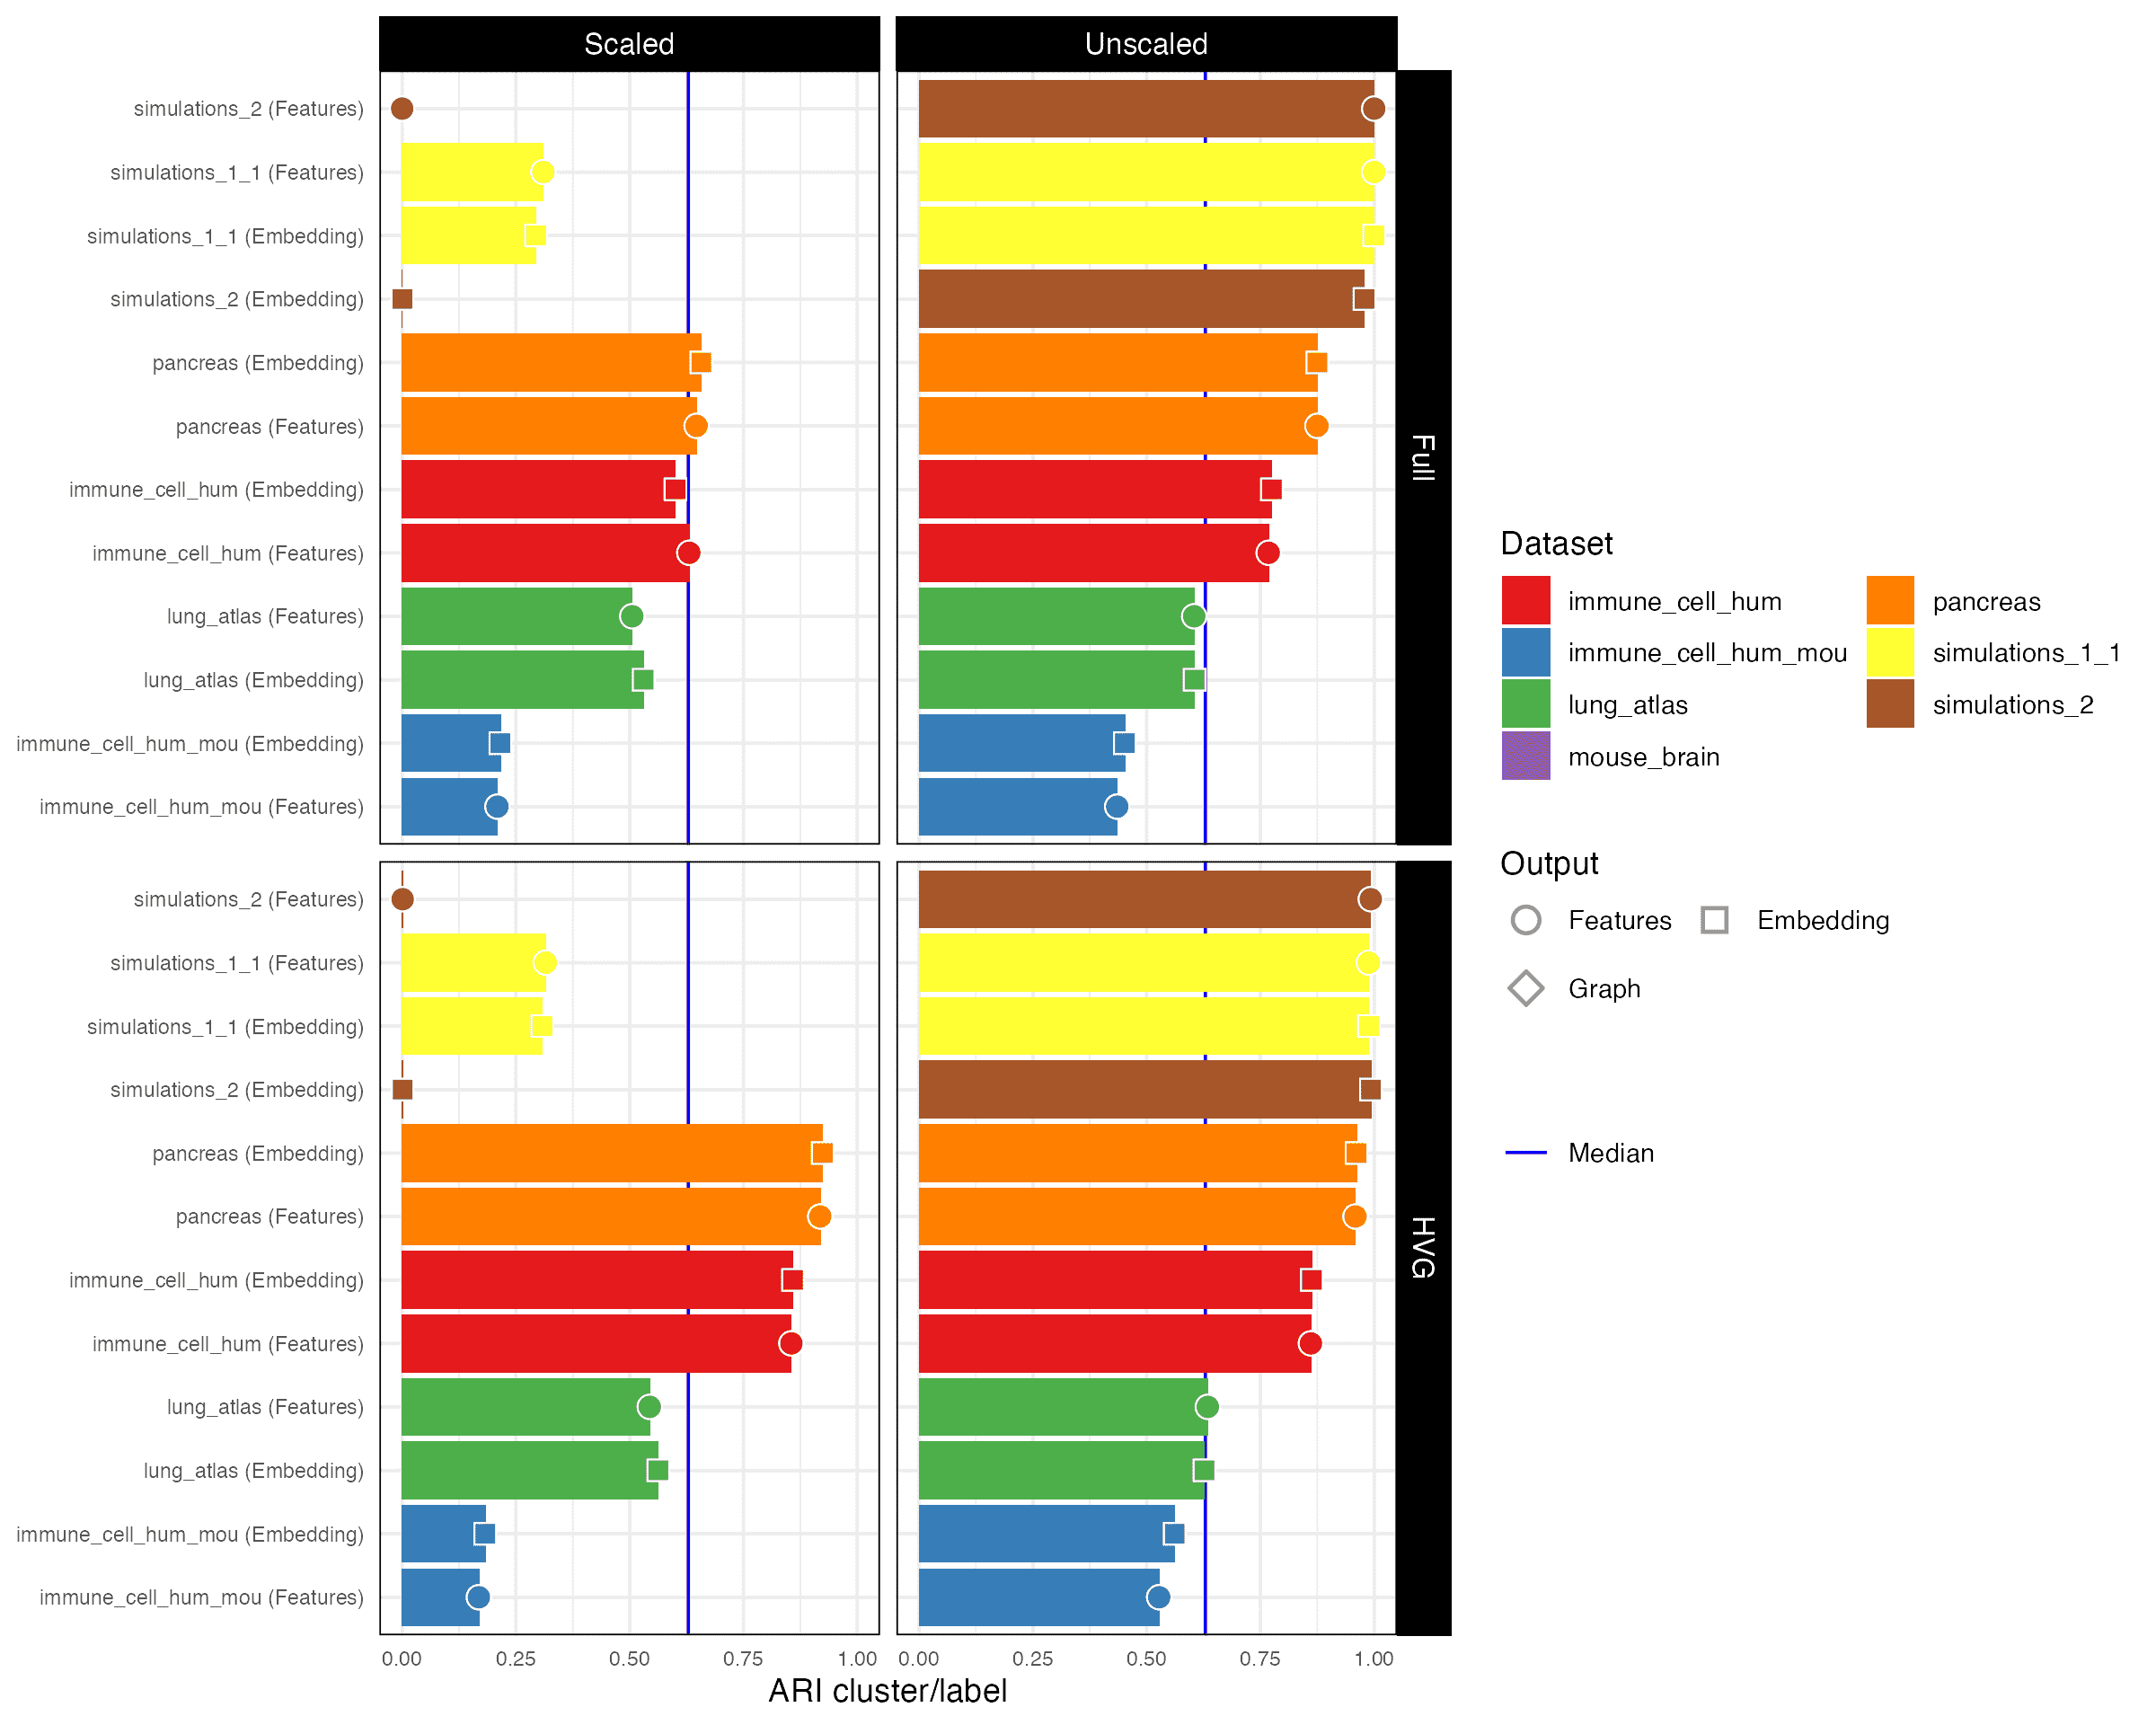 Scaled
Unscaled
simulations_2 (Features)
simulations_1_1 (Features)
simulations_1_1 (Embedding)
simulations_2 (Embedding)
pancreas (Embedding)
pancreas (Features)
immune_cell_hum (Embedding)
immune_cell_hum (Features)
lung_atlas (Features)
lung_atlas (Embedding)
immune_cell_hum_mou (Embedding)
immune_cell_hum_mou (Features)
Full
simulations_2 (Features)
simulations_1_1 (Features)
simulations_1_1 (Embedding)
simulations_2 (Embedding)
pancreas (Embedding)
pancreas (Features)
immune_cell_hum (Embedding)
immune_cell_hum (Features)
lung_atlas (Features)
lung_atlas (Embedding)
immune_cell_hum_mou (Embedding)
immune_cell_hum_mou (Features)
HVG
0.00 0.25 0.50 0.75 1.00
0.00 0.25 0.50 0.75 1.00
ARI cluster/label
Dataset
immune_cell_hum
pancreas
immune_cell_hum_mou
simulations_1_1
lung_atlas
simulations_2
mouse_brain
Output
Features
Embedding
Graph
Median